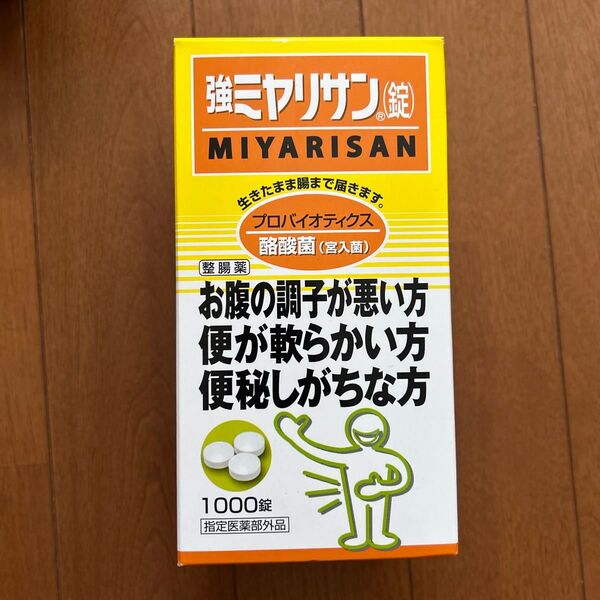 強ミヤリサン®(錠)
MIYARISAN
生きたまま腸まで届きます。
プロバイオティクス
酪酸菌(宮入菌)
整腸薬
お腹の調子が悪い方
便が軟らかい方
便秘しがちな方
1000錠
指定医薬部外品